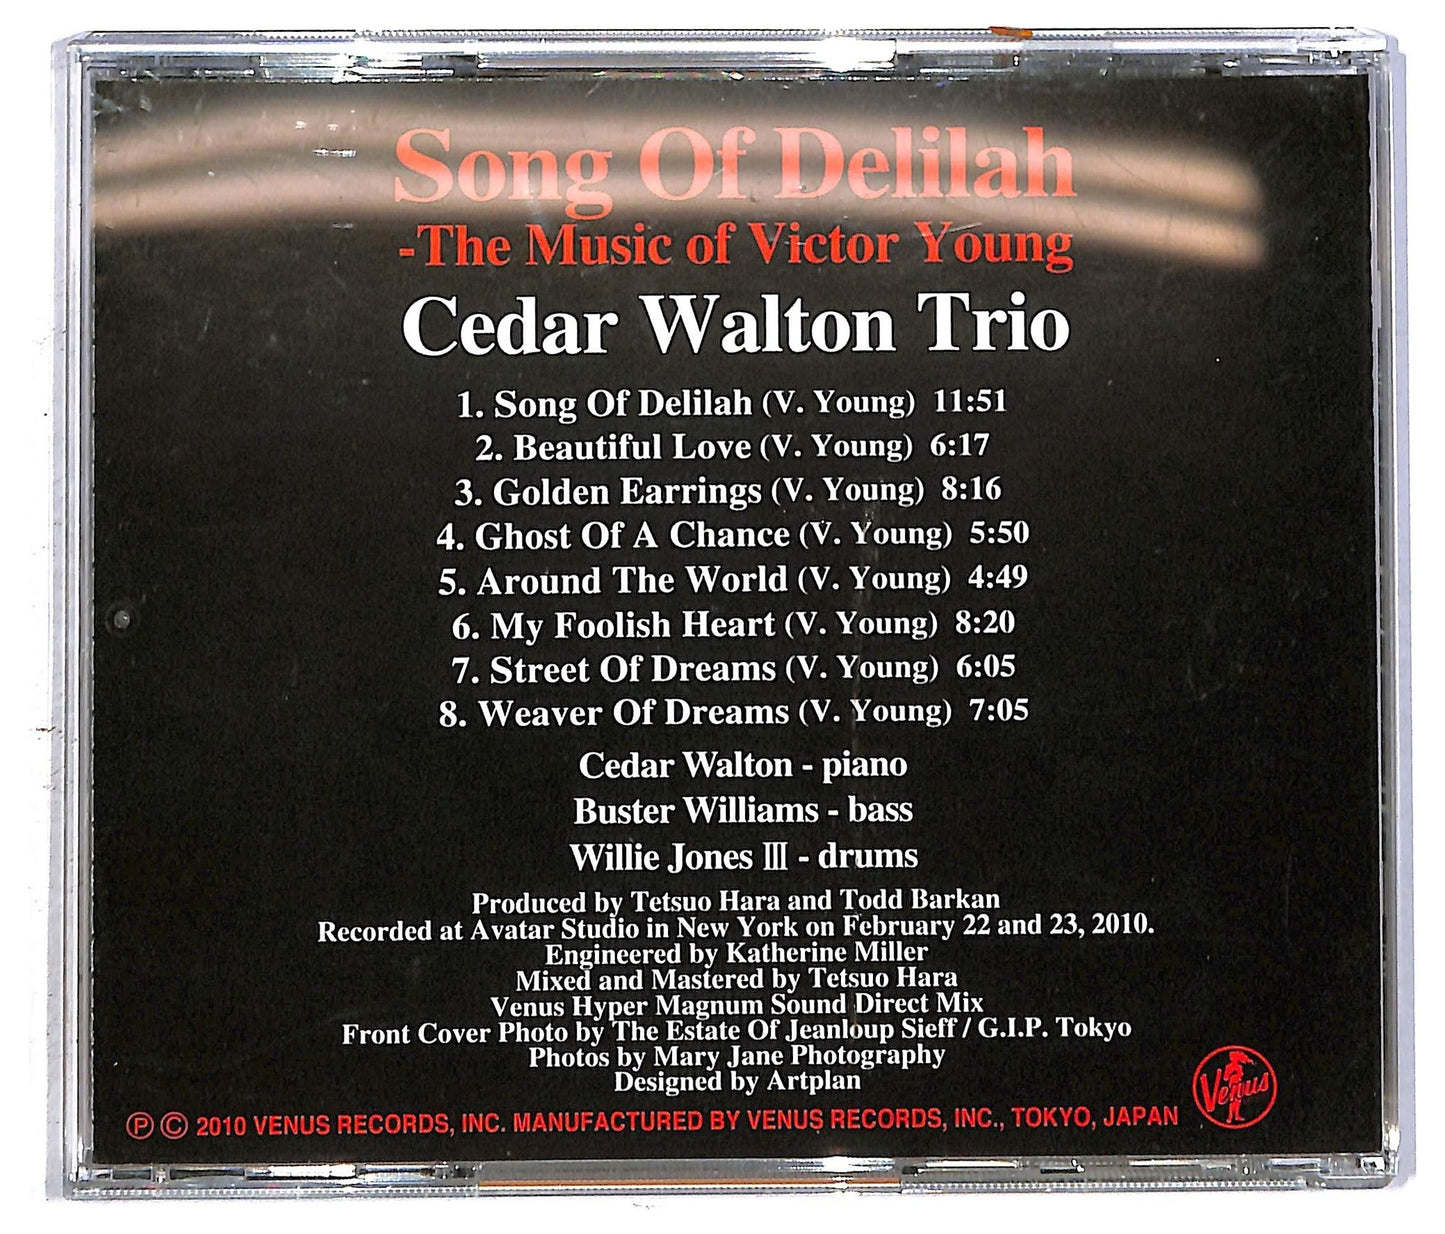 Song Of Delilah
-The Music of Victor Young
Cedar Walton Trio
1. Song Of Delilah (V. Young) 11:51
2. Beautiful Love (V. Young) 6:17
3. Golden Earrings (V. Young) 8:16
4. Ghost Of A Chance (V. Young) 5:50
5. Around The World (V. Young) 4:49
6. My Foolish Heart (V. Young) 8:20
7. Street Of Dreams (V. Young) 6:05
8. Weaver Of Dreams (V. Young) 7:05
Cedar Walton - piano
Buster Williams - bass
Willie Jones Ⅲ - drums
Produced by Tetsuo Hara and Todd Barkan
Recorded at Avatar Studio in New York on February 22 and 23, 2010.
Engineered by Katherine Miller
Mixed and Mastered by Tetsuo Hara
Venus Hyper Magnum Sound Direct Mix
Front Cover Photo by The Estate Of Jeanloup Sieff / G.I.P. Tokyo
Photos by Mary Jane Photography
Designed by Artplan
Venus
Ⓟ © 2010 VENUS RECORDS, INC. MANUFACTURED BY VENUS RECORDS, INC., TOKYO, JAPAN